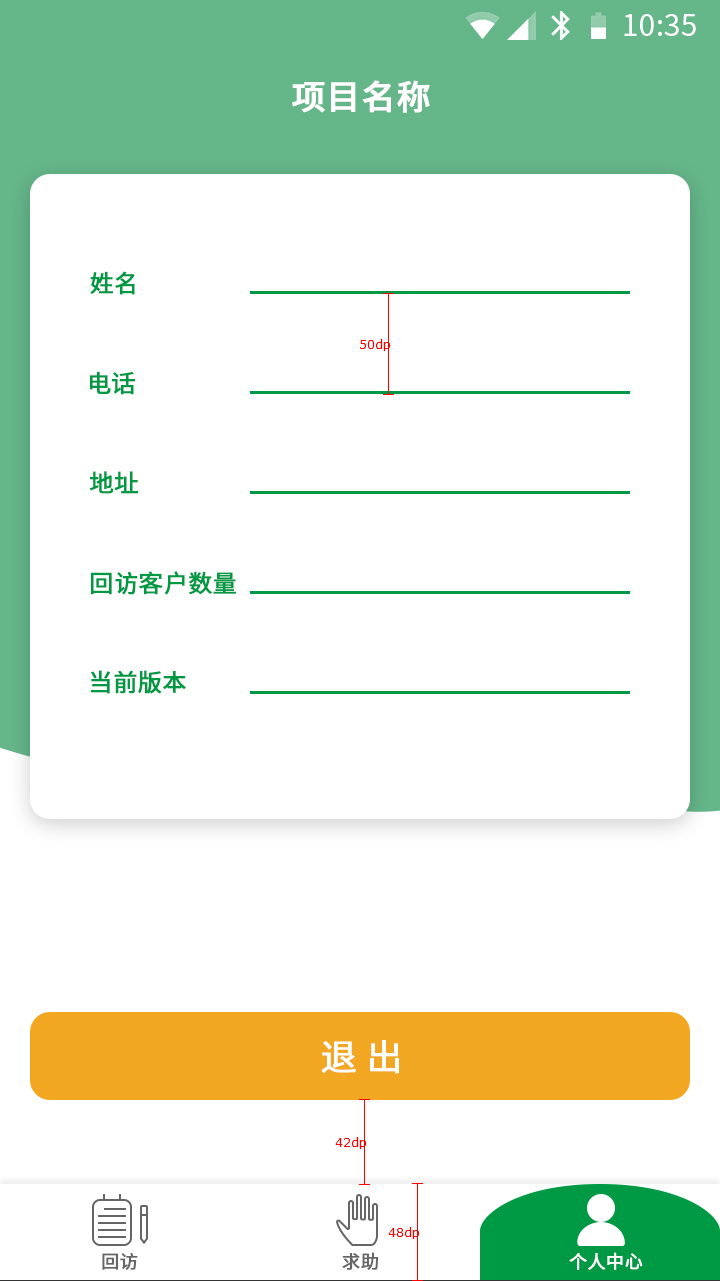 10:35
项目名称
姓名
50dp
电话
地址
回访客户数量
当前版本
退 出
42dp
48dp
回访 求助 个人中心